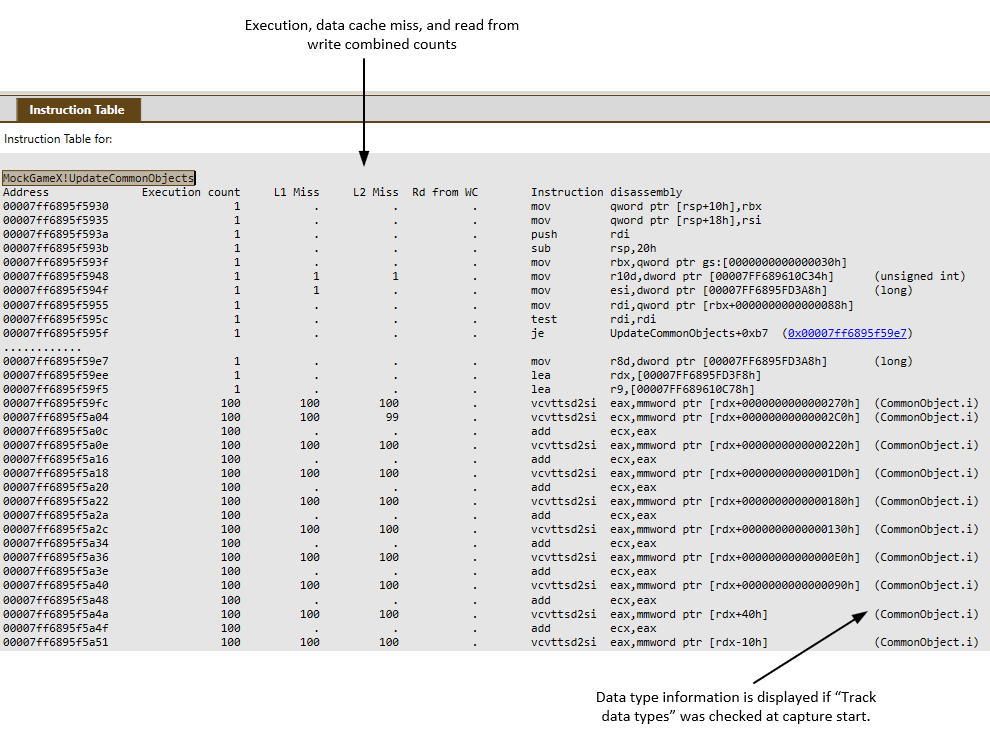 Execution, data cache miss, and read from
write combined counts
Instruction Table
Instruction Table for:
MockGameX!UpdateCommonObjects
Address Execution count L1 Miss L2 Miss Rd from WC Instruction disassembly
00007ff6895f5930 1 . . . mov qword ptr [rsp+10h],rbx
00007ff6895f5935 1 . . . mov qword ptr [rsp+18h],rsi
00007ff6895f593a 1 . . . push rdi
00007ff6895f593b 1 . . . sub rsp,20h
00007ff6895f593f 1 . . . mov rbx,qword ptr gs:[0000000000000030h]
00007ff6895f5948 1 1 1 . mov r10d,dword ptr [00007FF689610C34h] (unsigned int)
00007ff6895f594f 1 1 . . mov esi,dword ptr [00007FF6895FD3A8h] (long)
00007ff6895f5955 1 . . . mov rdi,qword ptr [rbx+0000000000000088h]
00007ff6895f595c 1 . . . test rdi,rdi
00007ff6895f595f 1 . . . je UpdateCommonObjects+0xb7 (0x00007ff6895f59e7)
............
00007ff6895f59e7 1 . . . mov r8d,dword ptr [00007FF6895FD3A8h] (long)
00007ff6895f59ee 1 . . . lea rdx,[00007FF6895FD3F8h]
00007ff6895f59f5 1 . . . lea r9,[00007FF689610C78h]
00007ff6895f59fc 100 100 100 . vcvttsd2si eax,mmword ptr [rdx+0000000000000270h] (CommonObject.i)
00007ff6895f5a04 100 100 99 . vcvttsd2si ecx,mmword ptr [rdx+00000000000002C0h] (CommonObject.i)
00007ff6895f5a0c 100 . . . add ecx,eax
00007ff6895f5a0e 100 100 100 . vcvttsd2si eax,mmword ptr [rdx+0000000000000220h] (CommonObject.i)
00007ff6895f5a16 100 . . . add ecx,eax
00007ff6895f5a18 100 100 100 . vcvttsd2si eax,mmword ptr [rdx+00000000000001D0h] (CommonObject.i)
00007ff6895f5a20 100 . . . add ecx,eax
00007ff6895f5a22 100 100 100 . vcvttsd2si eax,mmword ptr [rdx+0000000000000180h] (CommonObject.i)
00007ff6895f5a2a 100 . . . add ecx,eax
00007ff6895f5a2c 100 100 100 . vcvttsd2si eax,mmword ptr [rdx+0000000000000130h] (CommonObject.i)
00007ff6895f5a34 100 . . . add ecx,eax
00007ff6895f5a36 100 100 100 . vcvttsd2si eax,mmword ptr [rdx+00000000000000E0h] (CommonObject.i)
00007ff6895f5a3e 100 . . . add ecx,eax
00007ff6895f5a40 100 100 100 . vcvttsd2si eax,mmword ptr [rdx+0000000000000090h] (CommonObject.i)
00007ff6895f5a48 100 . . . add ecx,eax
00007ff6895f5a4a 100 100 100 . vcvttsd2si eax,mmword ptr [rdx+40h] (CommonObject.i)
00007ff6895f5a4f 100 . . . add ecx,eax
00007ff6895f5a51 100 100 100 . vcvttsd2si eax,mmword ptr [rdx-10h] (CommonObject.i)
Data type information is displayed if “Track
data types” was checked at capture start.